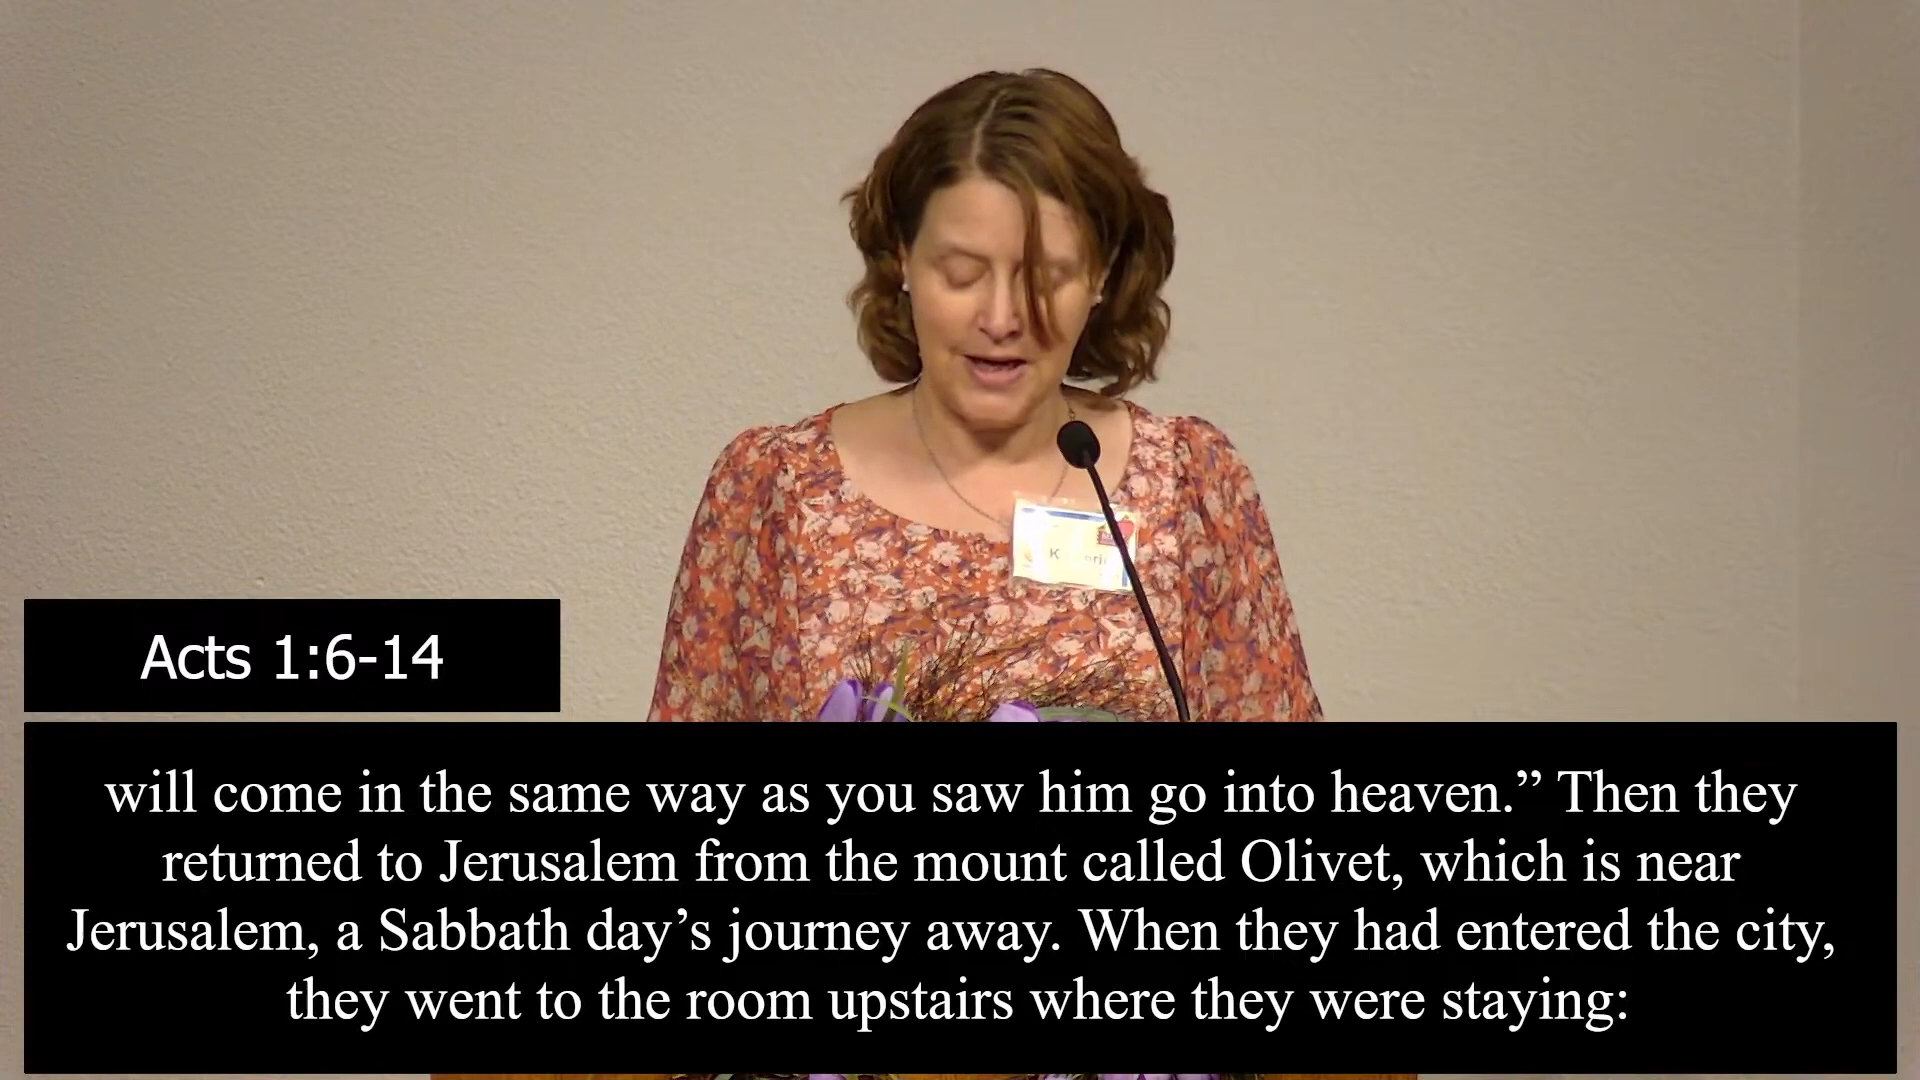 Acts 1:6-14
will come in the same way as you saw him go into heaven.” Then they
returned to Jerusalem from the mount called Olivet, which is near
Jerusalem, a Sabbath day’s journey away. When they had entered the city,
they went to the room upstairs where they were staying: